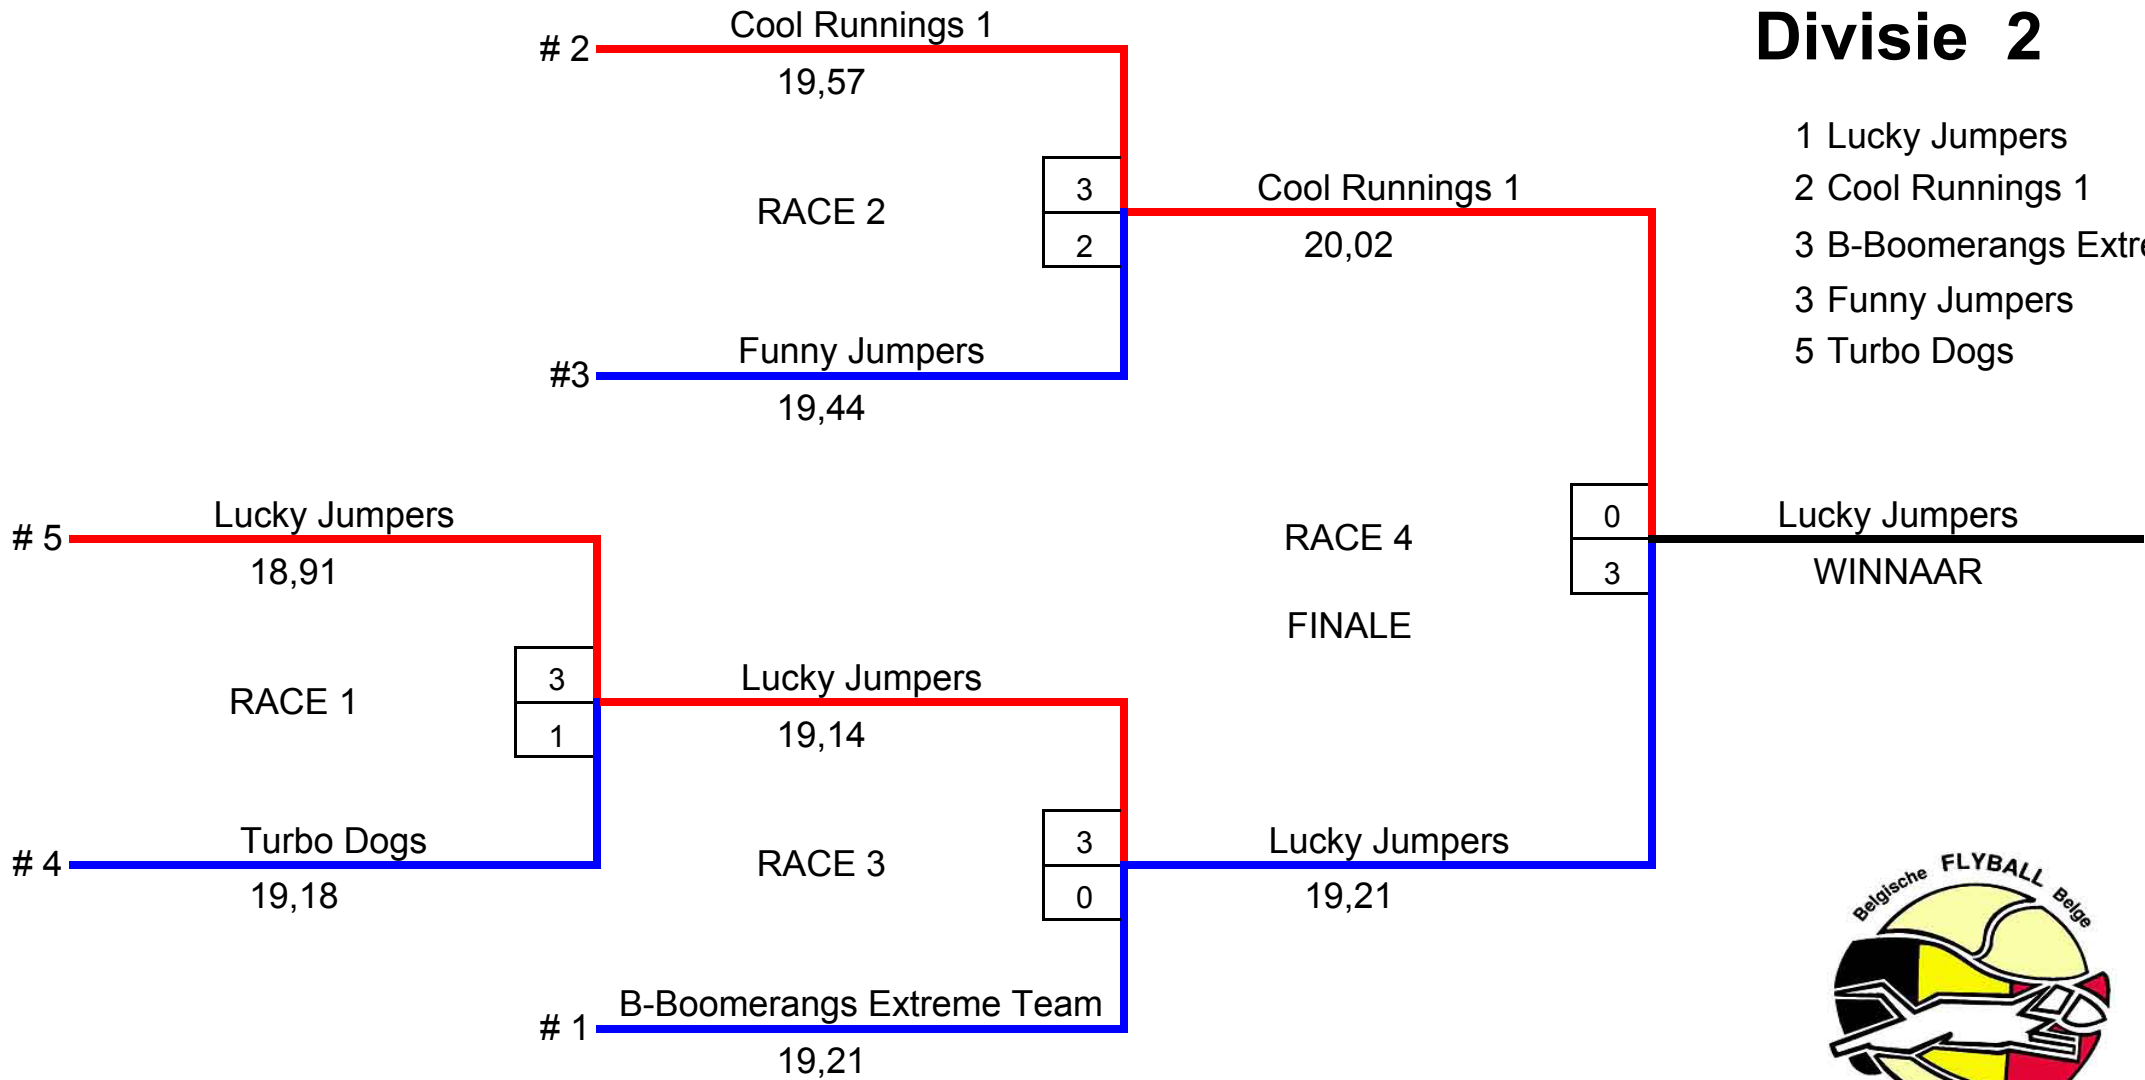 Divisie 2
1 Lucky Jumpers
2 Cool Runnings 1
3 B-Boomerangs Extre
3 Funny Jumpers
5 Turbo Dogs
# 2
Cool Runnings 1
19,57
RACE 2
3
2
#3
Funny Jumpers
19,44
Cool Runnings 1
20,02
# 5
Lucky Jumpers
18,91
RACE 1
3
1
# 4
Turbo Dogs
19,18
Lucky Jumpers
19,14
RACE 3
3
0
# 1
B-Boomerangs Extreme Team
19,21
Lucky Jumpers
19,21
RACE 4
FINALE
0
3
Lucky Jumpers
WINNAAR
Belgische FLYBALL Belge